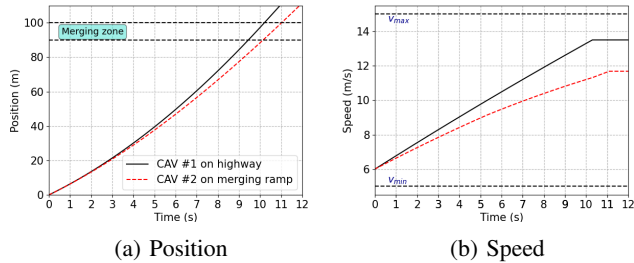 100
80
60
40
20
0
Position (m)
Merging zone
CAV #1 on highway
CAV #2 on merging ramp
0 1 2 3 4 5 6 7 8 9 10 11 12
Time (s)
(a) Position
14
12
10
8
6
Speed (m/s)
v_max
v_min
0 1 2 3 4 5 6 7 8 9 10 11 12
Time (s)
(b) Speed